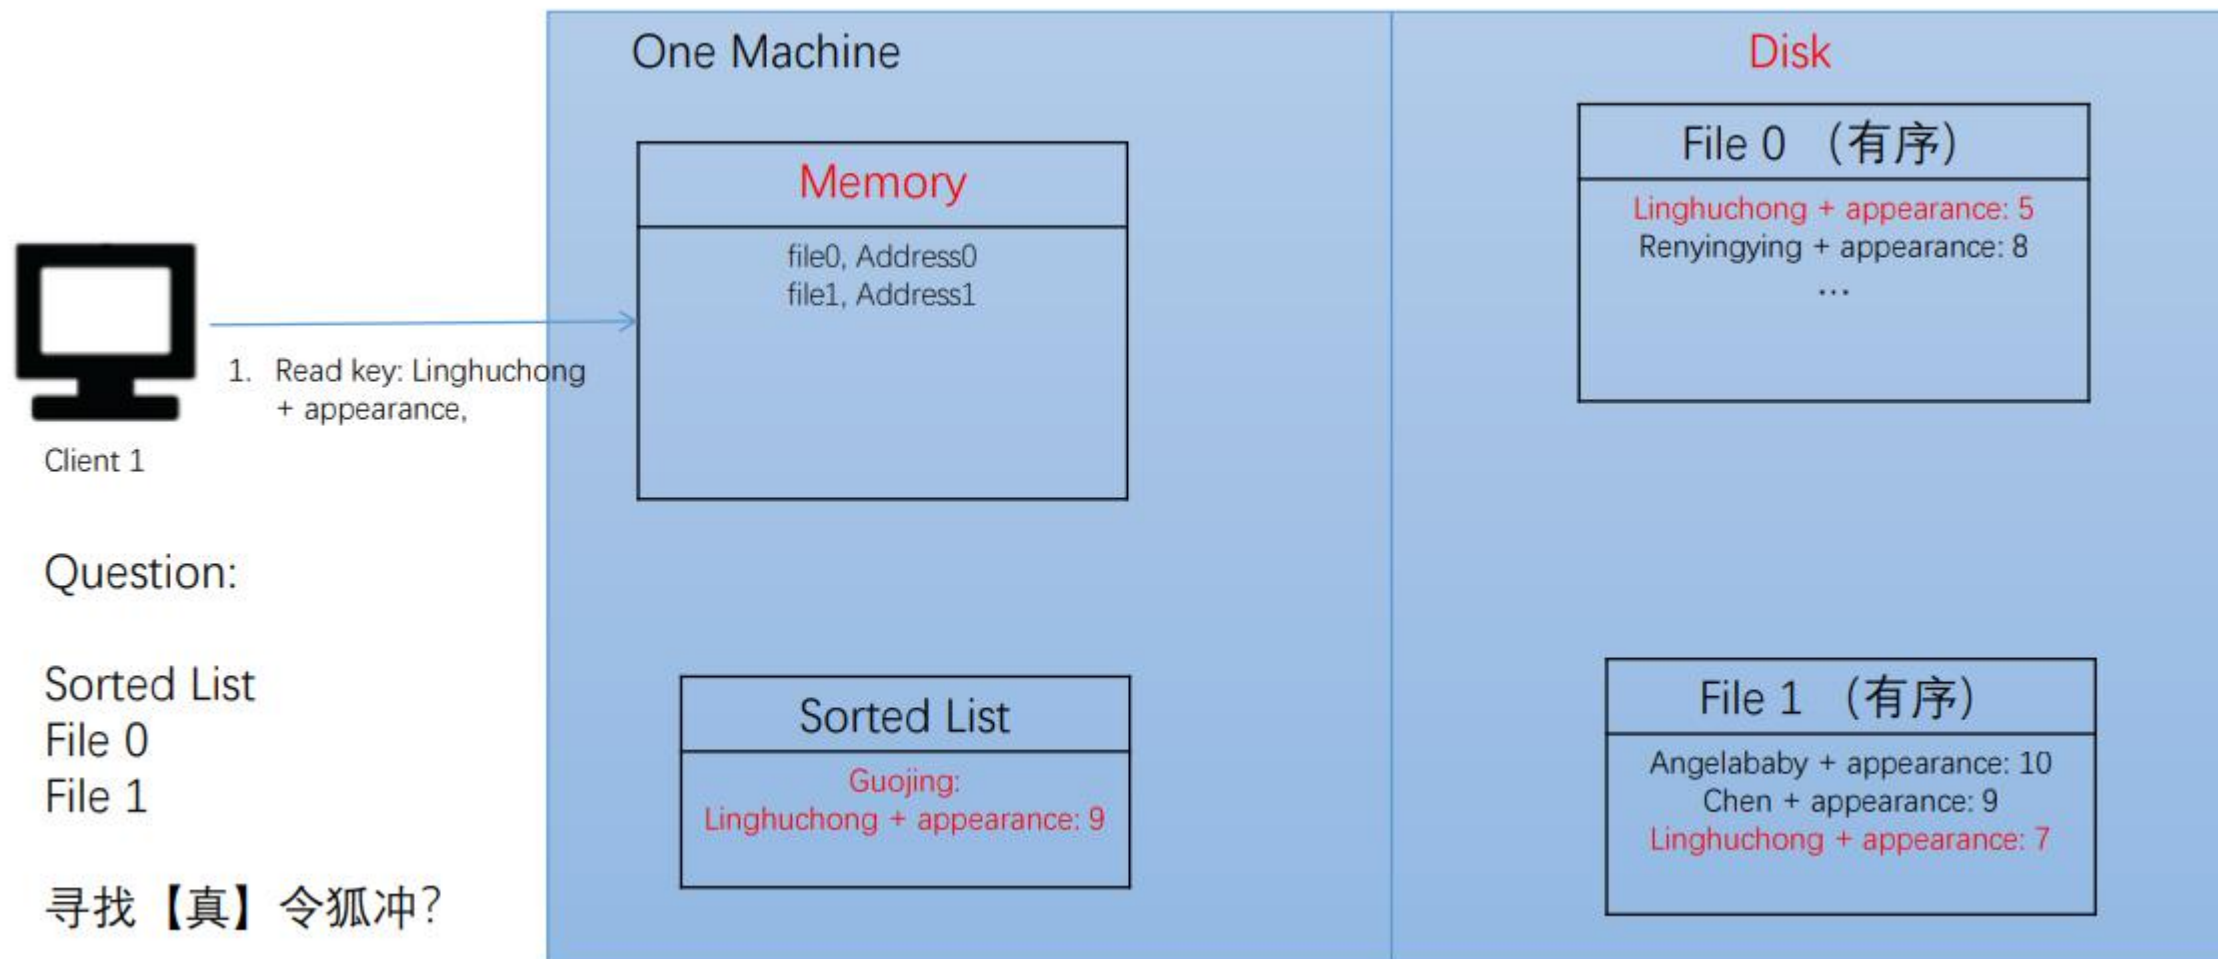 One Machine
Disk
Memory
file0, Address0
file1, Address1
File 0 （有序）
Linghuchong + appearance: 5
Renyingying + appearance: 8
...
1. Read key: Linghuchong
+ appearance,
Client 1
Question:
Sorted List
File 0
File 1
寻找【真】令狐冲?
Sorted List
Guojing:
Linghuchong + appearance: 9
File 1 （有序）
Angelababy + appearance: 10
Chen + appearance: 9
Linghuchong + appearance: 7